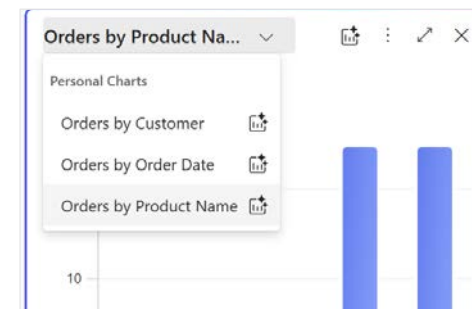 Orders by Product Na...
Personal Charts
Orders by Customer
Orders by Order Date
Orders by Product Name
10